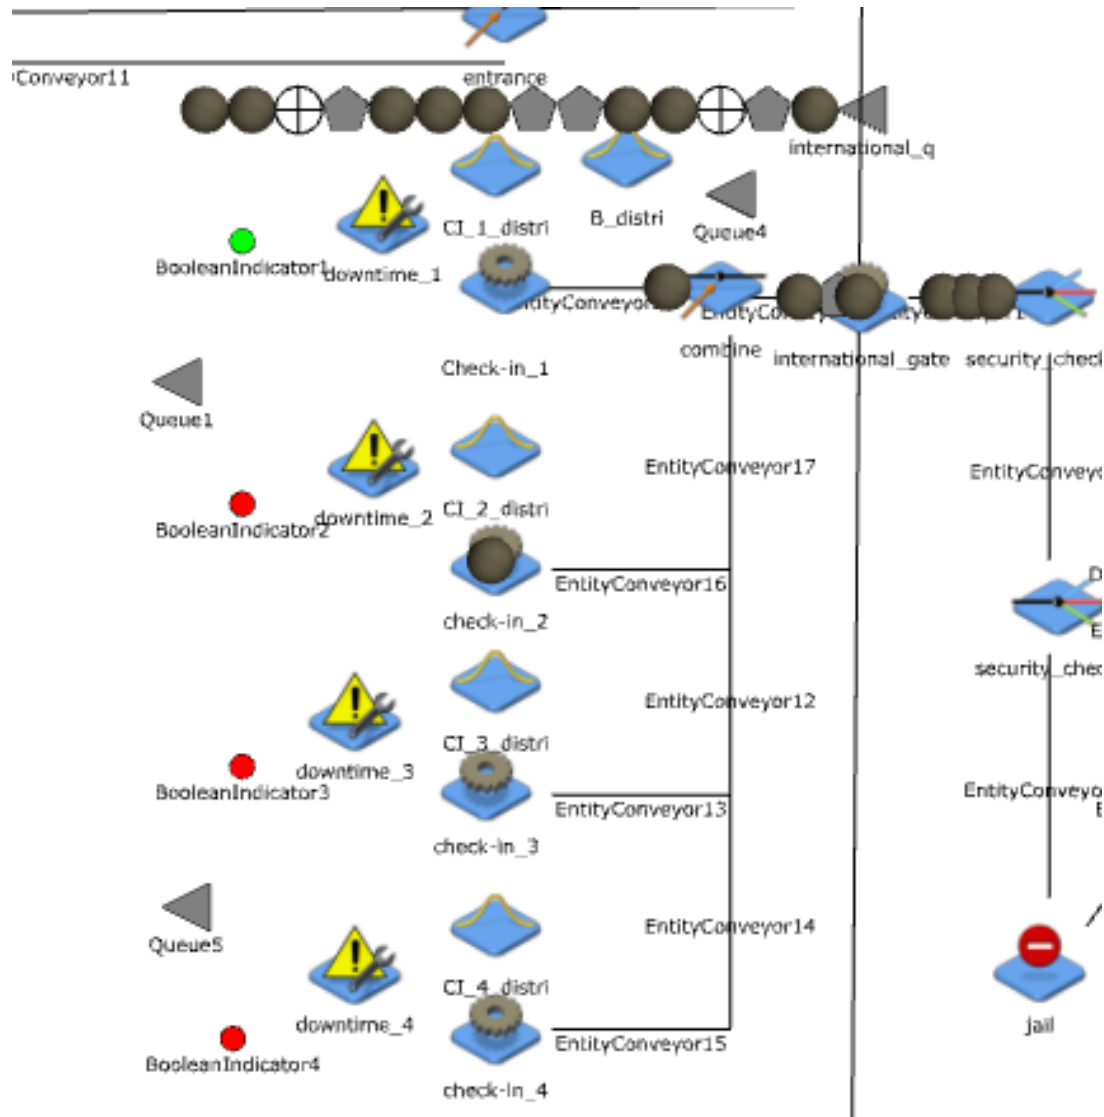 Conveyor11
entrance
international_q
CI_1_distri
B_distri
Queue4
BooleanIndicator1
downtime_1
combine
international_gate
security_check
Check-in_1
Queue1
EntityConveyor17
CI_2_distri
downtime_2
BooleanIndicator2
EntityConveyor16
check-in_2
EntityConveyor12
CI_3_distri
downtime_3
BooleanIndicator3
EntityConveyor13
check-in_3
EntityConveyor14
Queue5
CI_4_distri
downtime_4
jail
EntityConveyor15
BooleanIndicator4
check-in_4